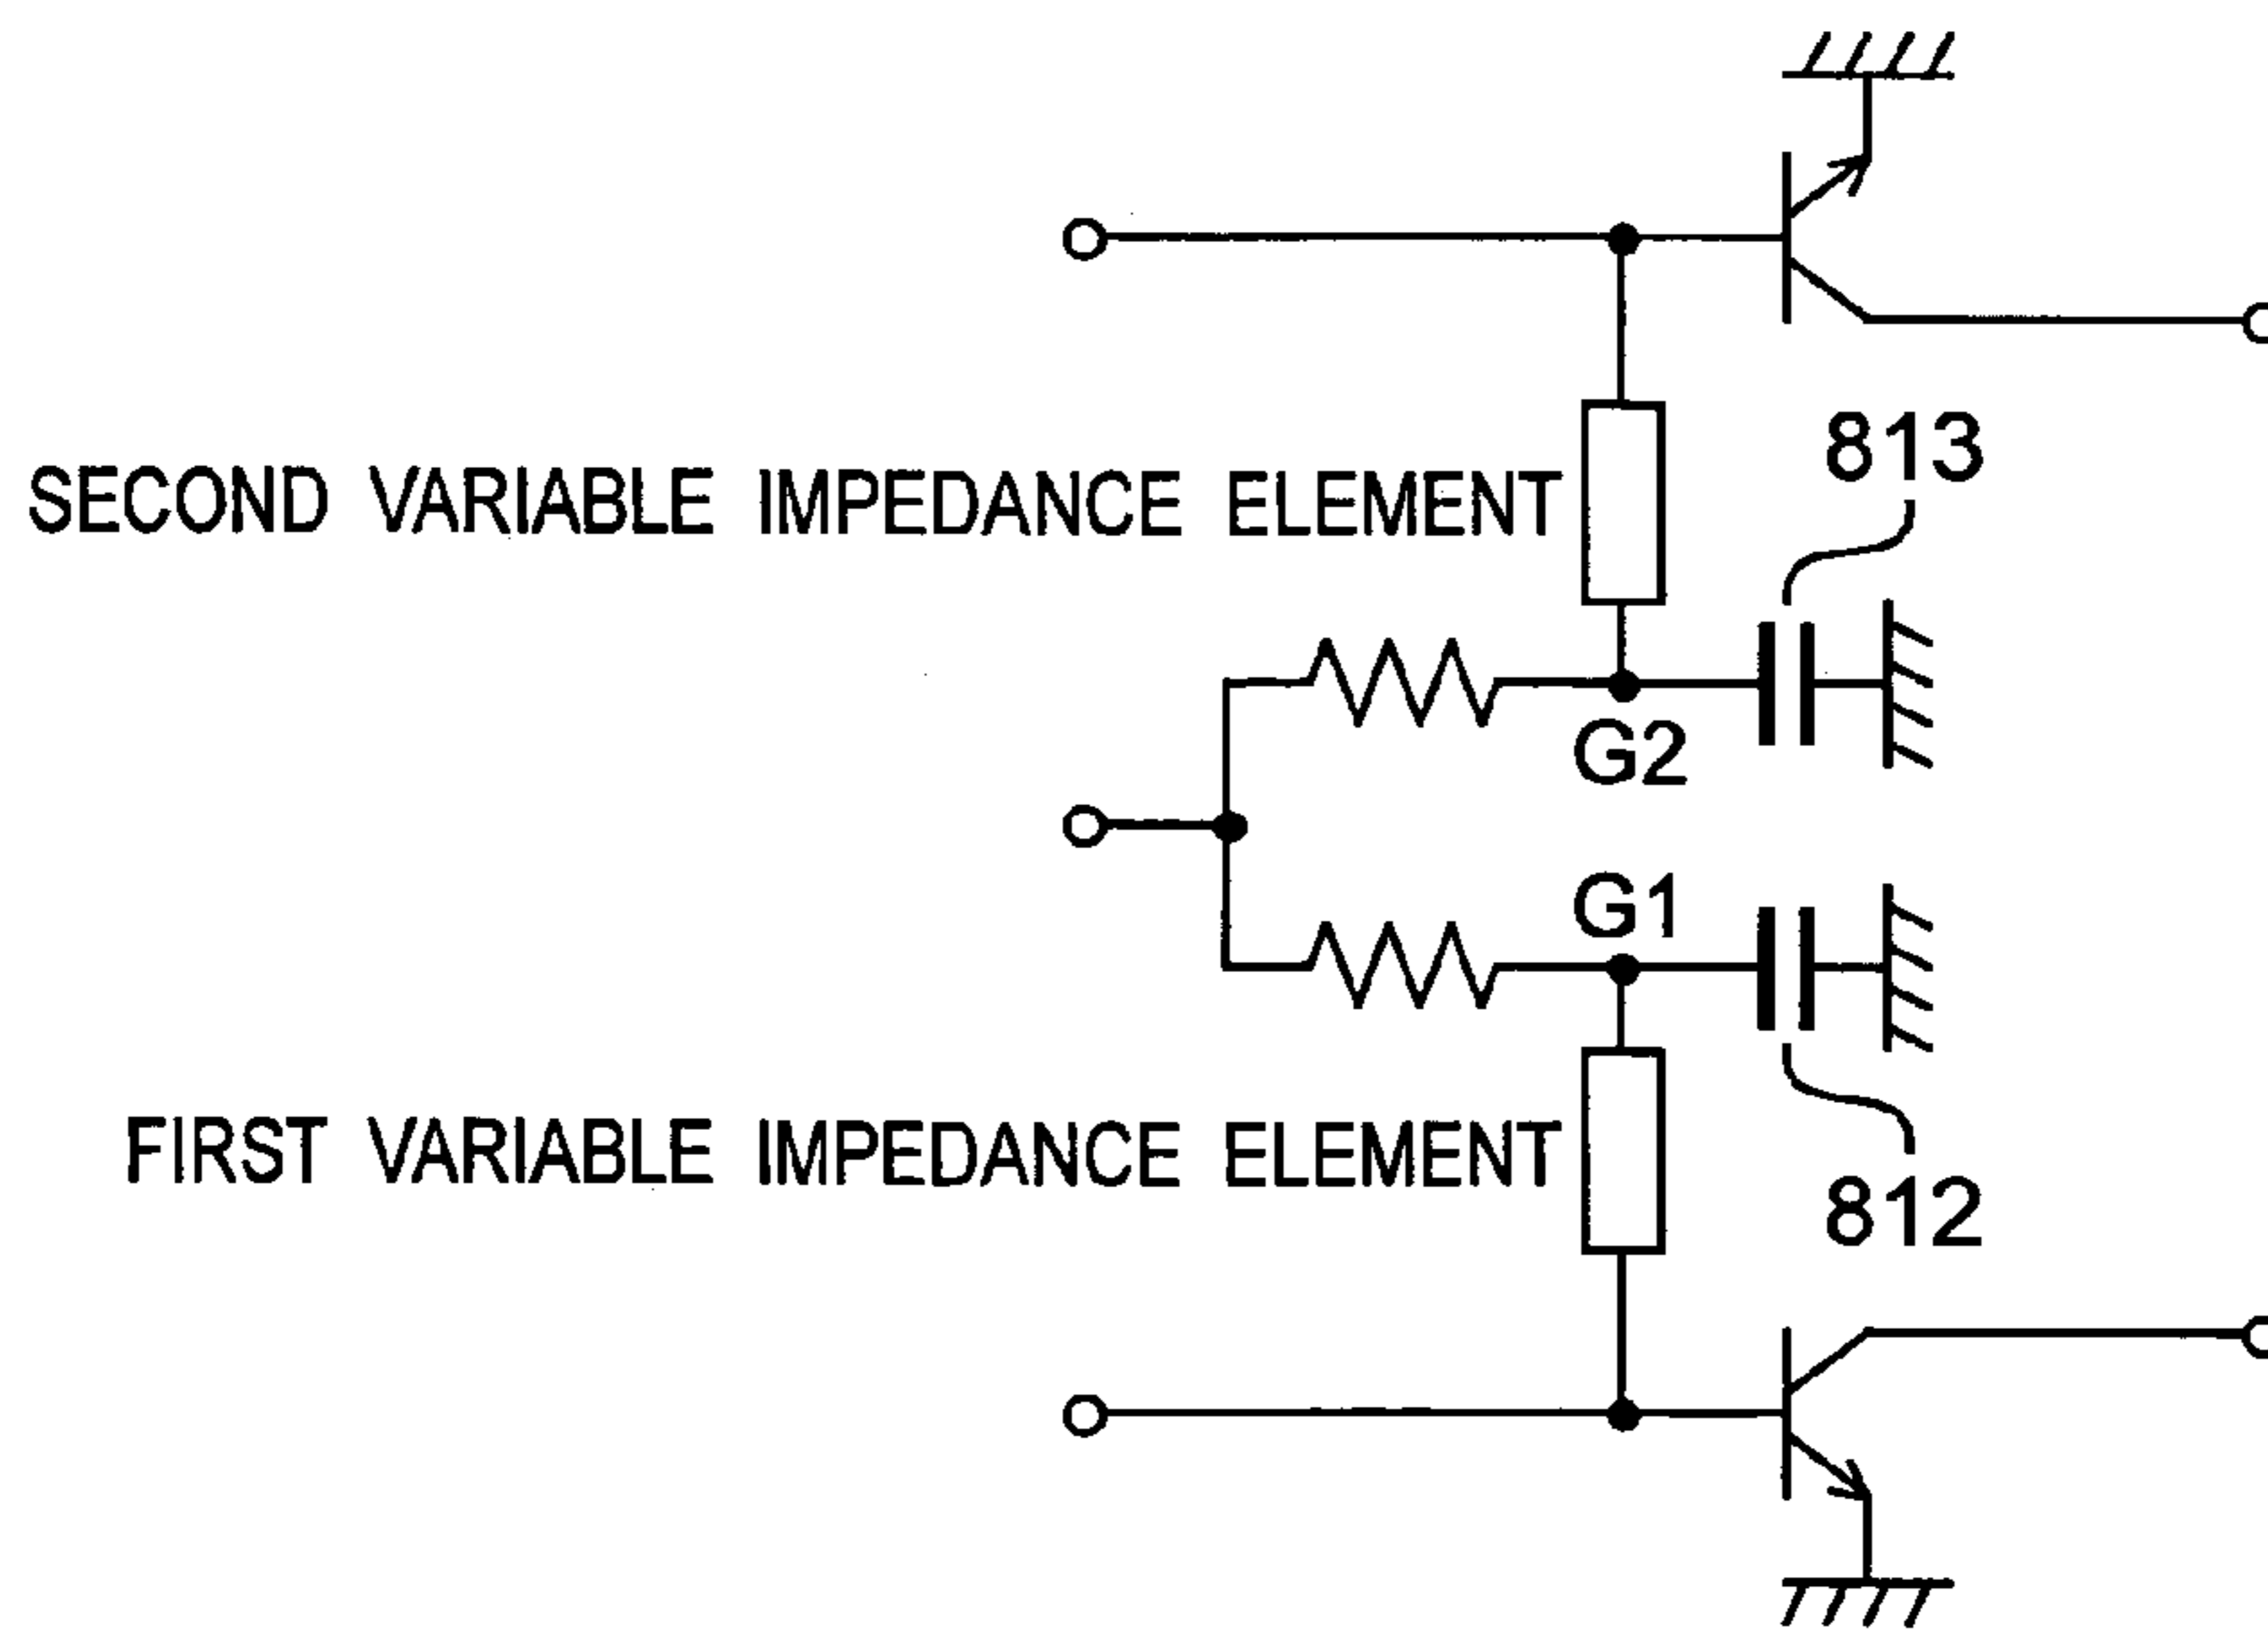 813
SECOND VARIABLE IMPEDANCE ELEMENT
G2
G1
FIRST VARIABLE IMPEDANCE ELEMENT
812